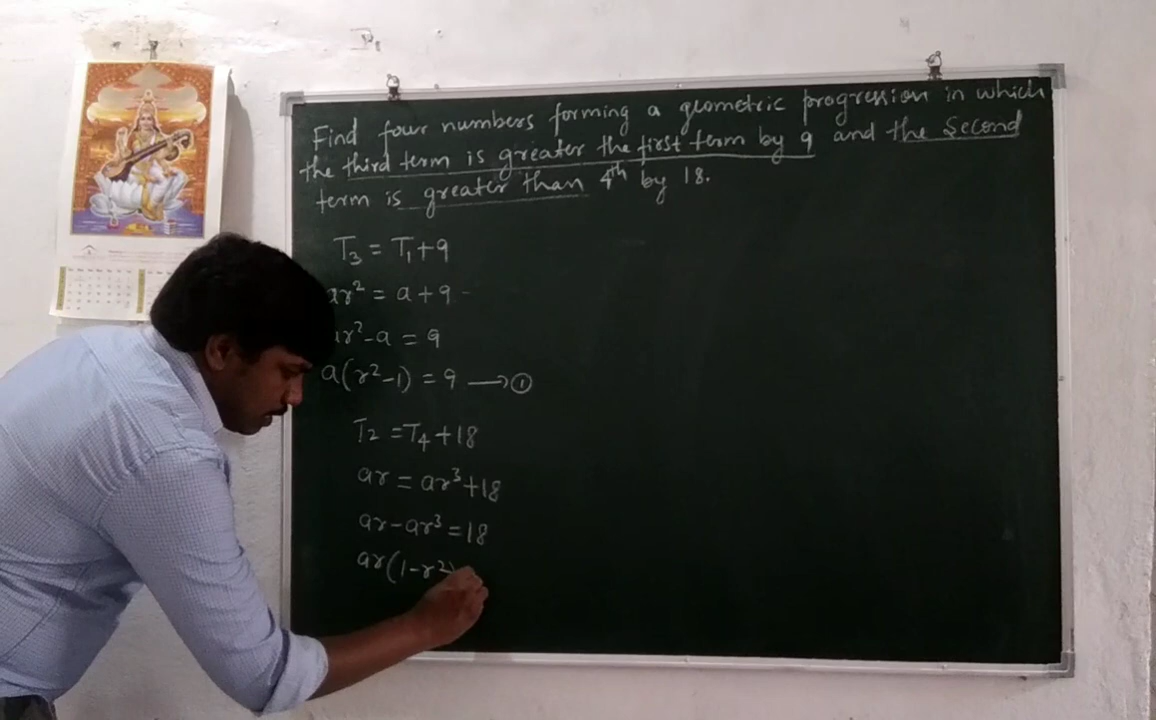 Find four numbers forming a geometric progression in which
the third term is greater the first term by 9 and the Second
term is greater than 4th by 18.
T₃ = T₁+9
ar² = a+9 -
ar²-a = 9
a(r²-1) = 9 ⟶①
T₂ = T₄+18
ar = ar³+18
ar-ar³ = 18
ar(1-r²)